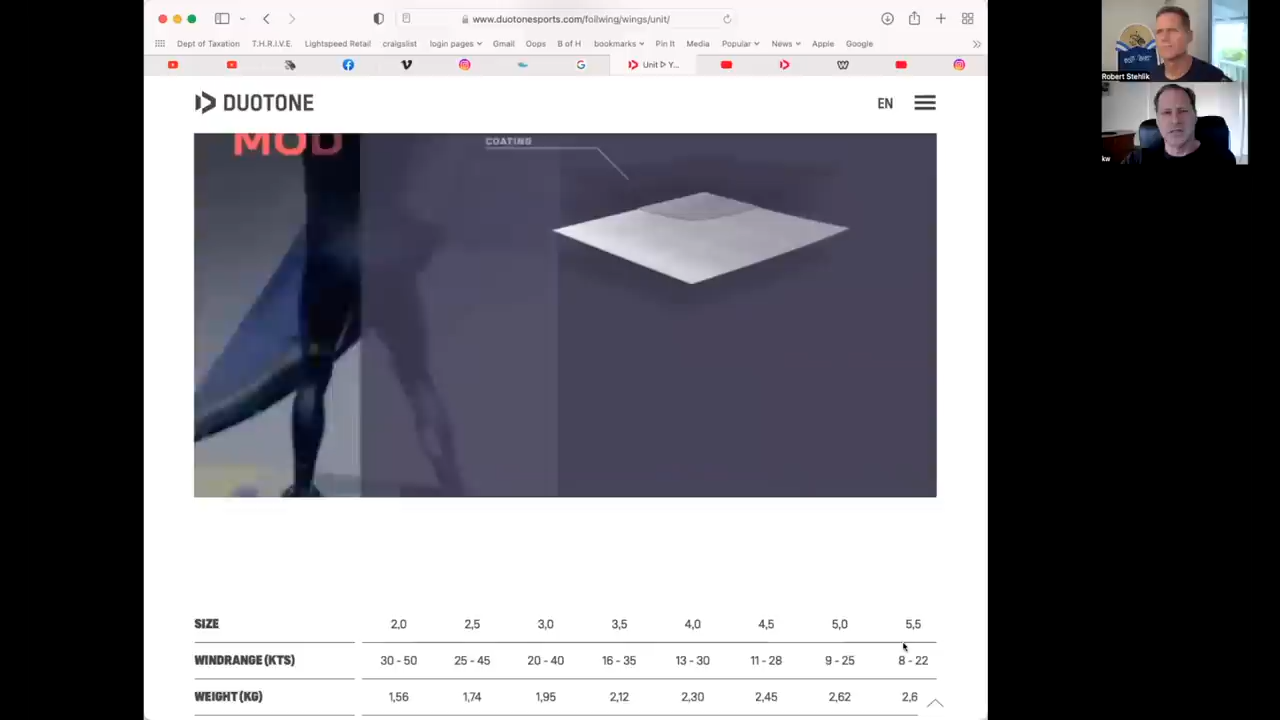 www.duotonesports.com/foilwing/wings/unit/
Dept of Taxation T.H.R.I.V.E. Lightspeed Retail craigslist login pages Gmail Oops B of H bookmarks Pin It Media Popular News Apple Google
Unit ▷ Y...
DUOTONE
EN
MOD
COATING
SIZE 2,0 2,5 3,0 3,5 4,0 4,5 5,0 5,5
WINDRANGE (KTS) 30 - 50 25 - 45 20 - 40 16 - 35 13 - 30 11 - 28 9 - 25 8 - 22
WEIGHT (KG) 1,56 1,74 1,95 2,12 2,30 2,45 2,62 2,6
Robert Stehlik
kw